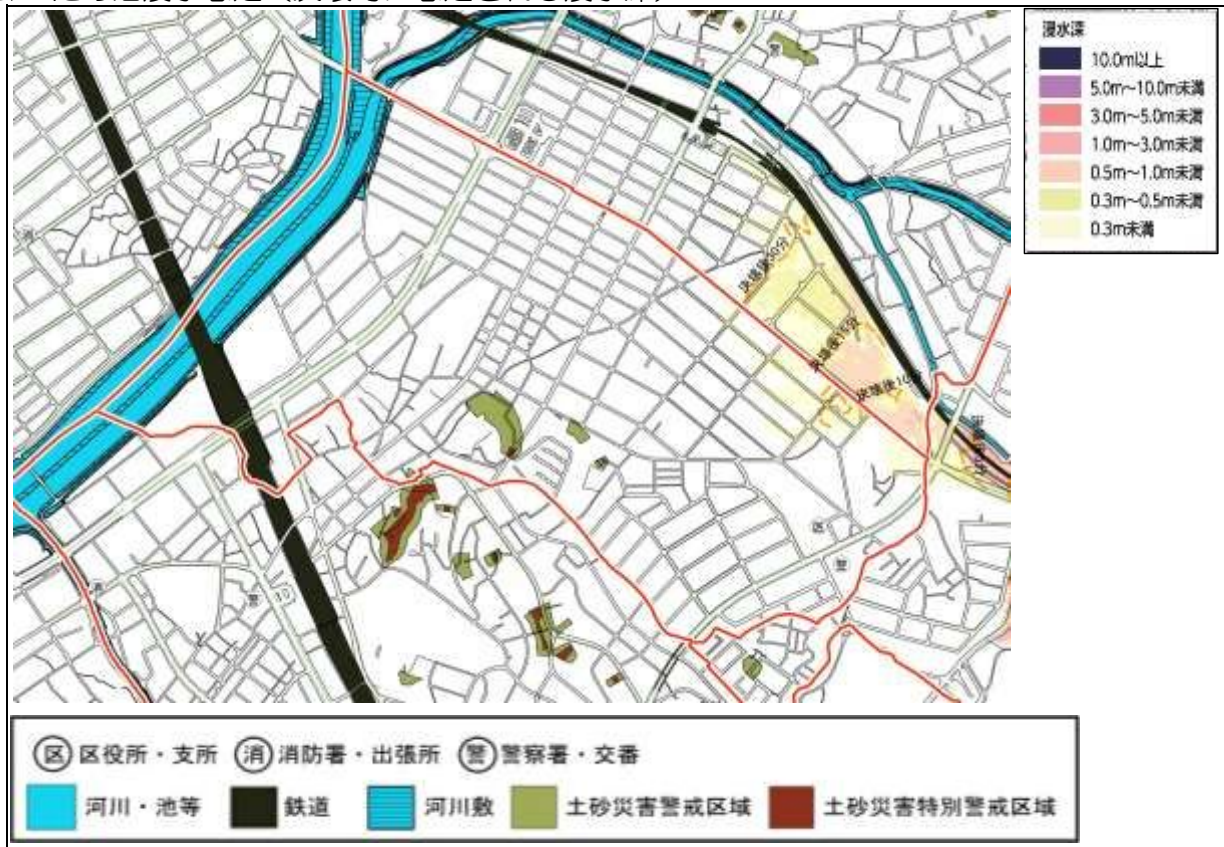 浸水深
10.0m以上
5.0m～10.0m未満
3.0m～5.0m未満
1.0m～3.0m未満
0.5m～1.0m未満
0.3m～0.5m未満
0.3m未満
消
警
決壊後30分
決壊後15分
決壊後10分
区
警
消
警
区 区役所・支所 消 消防署・出張所 警 警察署・交番
河川・池等 鉄道 河川敷 土砂災害警戒区域 土砂災害特別警戒区域